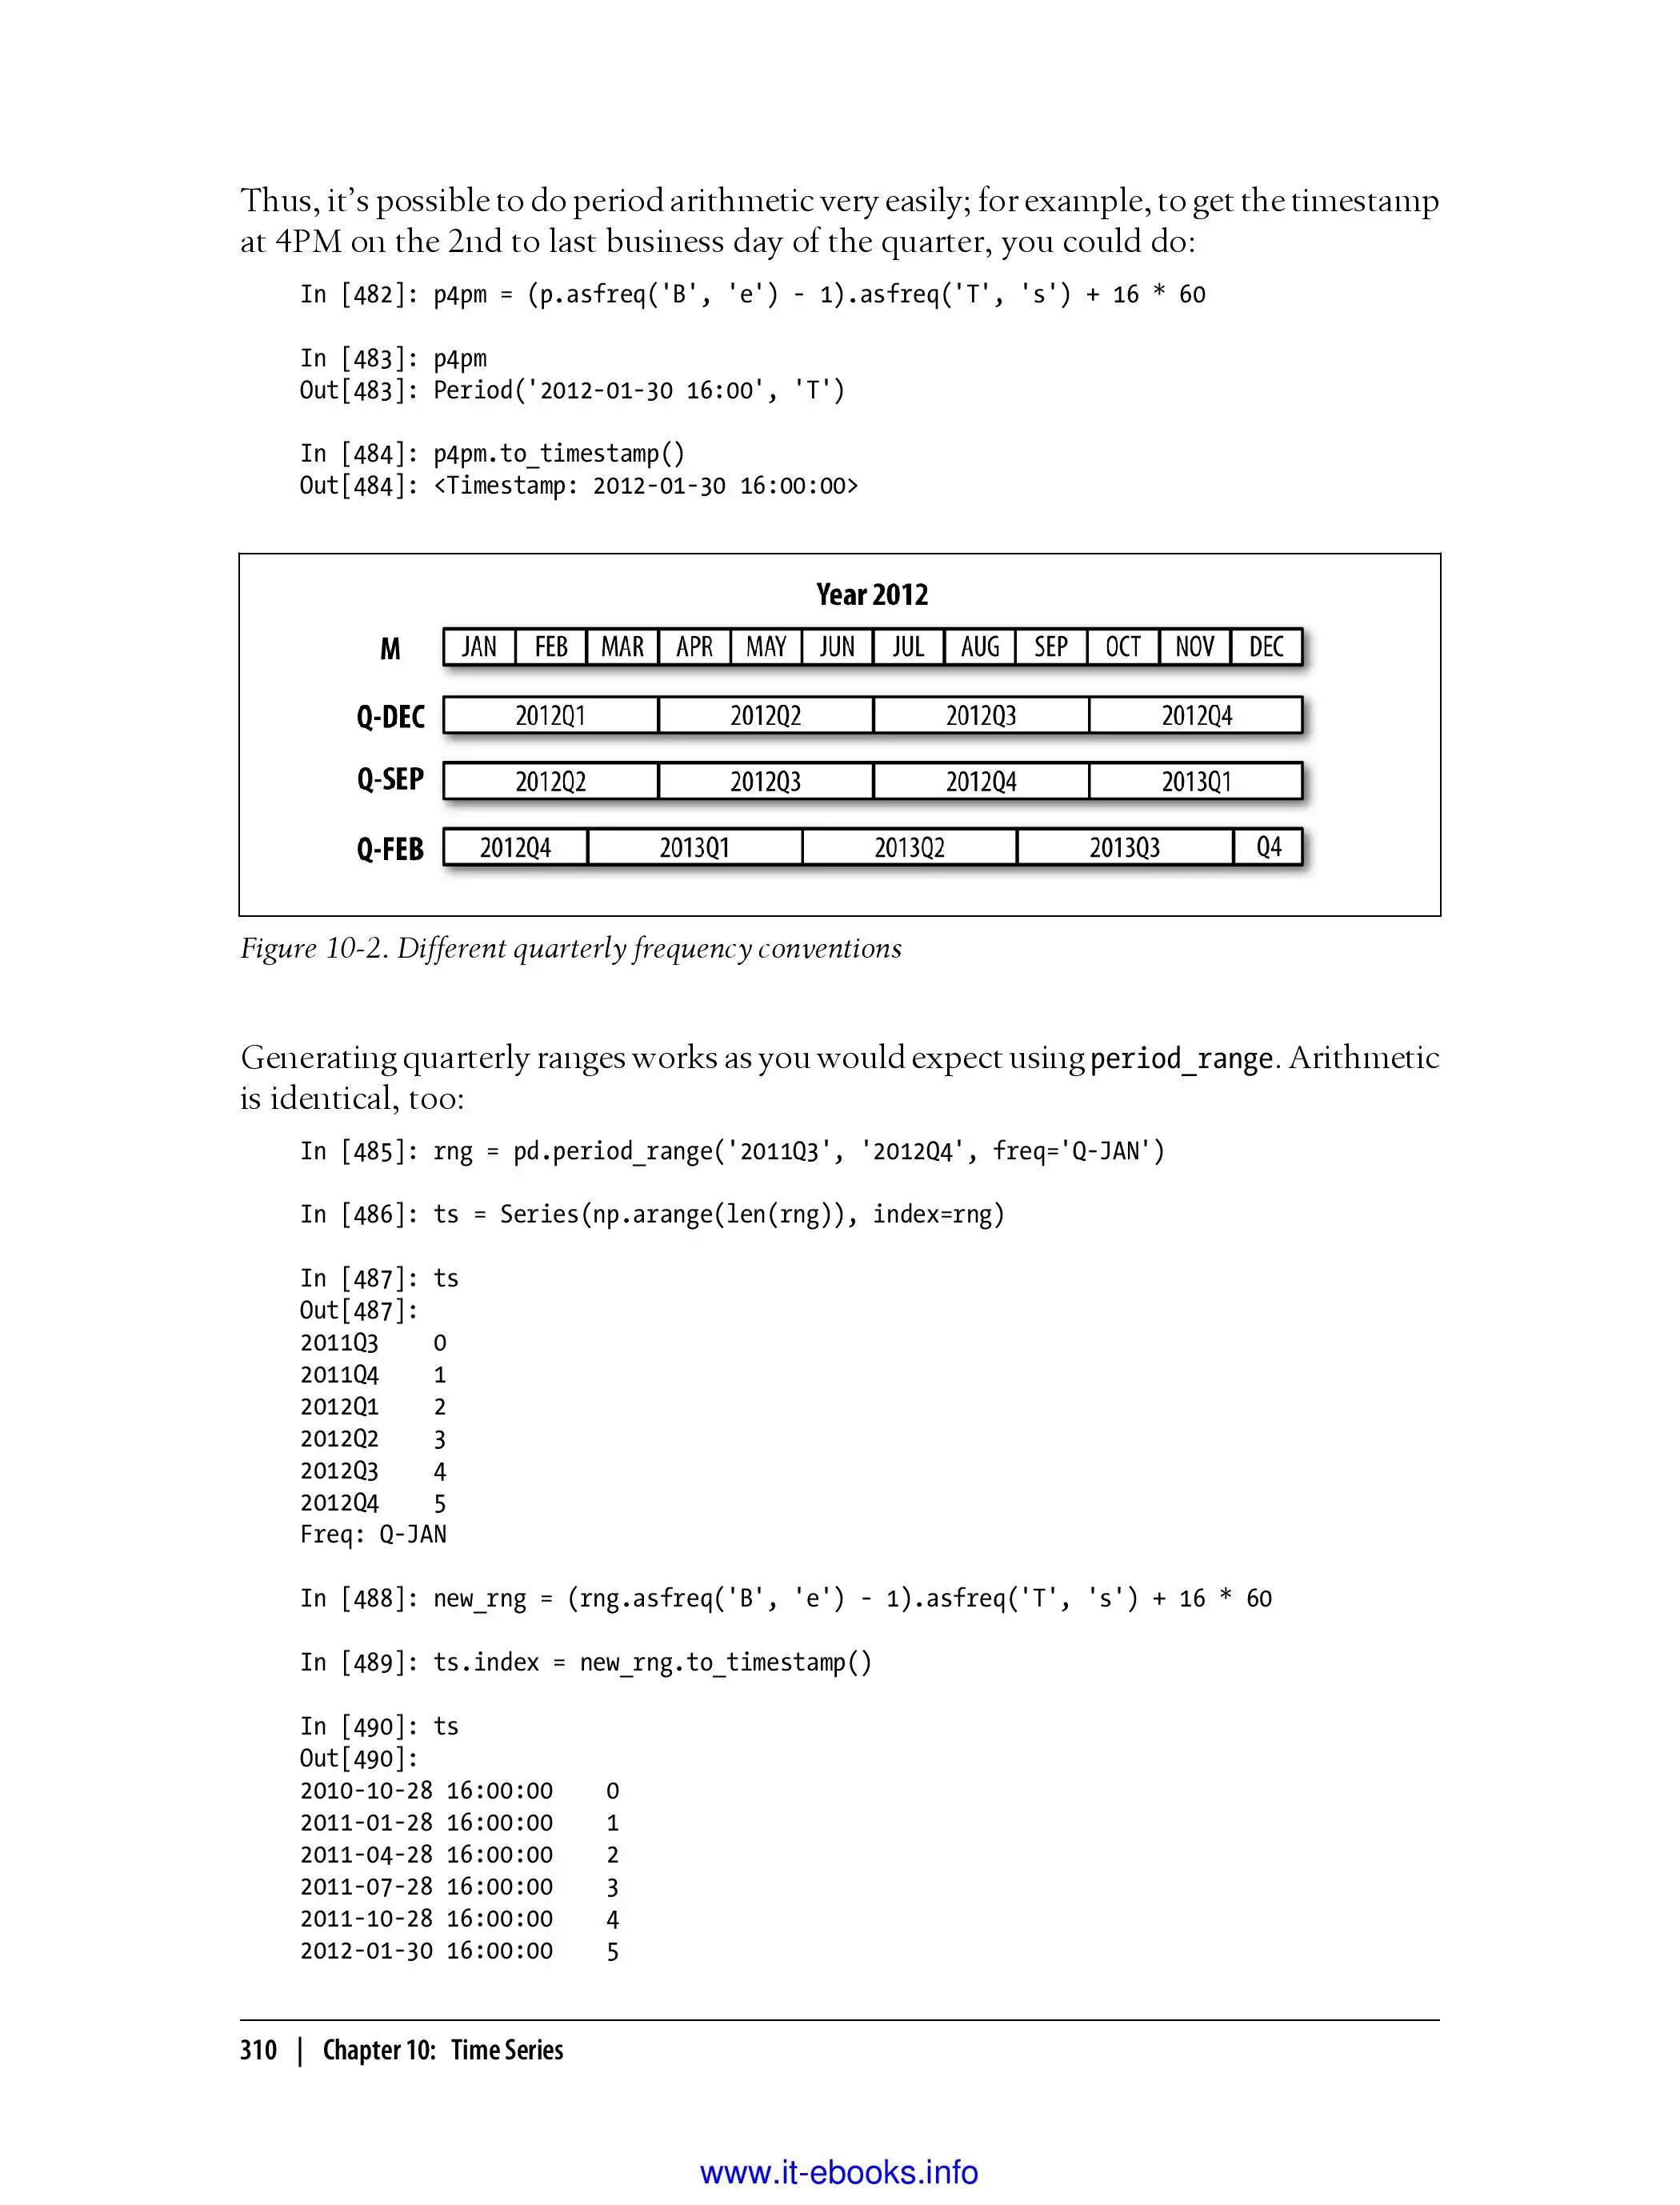 Thus, it’s possible to do period arithmetic very easily; for example, to get the timestamp
at 4PM on the 2nd to last business day of the quarter, you could do:
In [482]: p4pm = (p.asfreq('B', 'e') - 1).asfreq('T', 's') + 16 * 60
In [483]: p4pm
Out[483]: Period('2012-01-30 16:00', 'T')
In [484]: p4pm.to_timestamp()
Out[484]: <Timestamp: 2012-01-30 16:00:00>
Year 2012
M JAN FEB MAR APR MAY JUN JUL AUG SEP OCT NOV DEC
Q-DEC 2012Q1 2012Q2 2012Q3 2012Q4
Q-SEP 2012Q2 2012Q3 2012Q4 2013Q1
Q-FEB 2012Q4 2013Q1 2013Q2 2013Q3 Q4
Figure 10-2. Different quarterly frequency conventions
Generating quarterly ranges works as you would expect using period_range. Arithmetic
is identical, too:
In [485]: rng = pd.period_range('2011Q3', '2012Q4', freq='Q-JAN')
In [486]: ts = Series(np.arange(len(rng)), index=rng)
In [487]: ts
Out[487]:
2011Q3 0
2011Q4 1
2012Q1 2
2012Q2 3
2012Q3 4
2012Q4 5
Freq: Q-JAN
In [488]: new_rng = (rng.asfreq('B', 'e') - 1).asfreq('T', 's') + 16 * 60
In [489]: ts.index = new_rng.to_timestamp()
In [490]: ts
Out[490]:
2010-10-28 16:00:00 0
2011-01-28 16:00:00 1
2011-04-28 16:00:00 2
2011-07-28 16:00:00 3
2011-10-28 16:00:00 4
2012-01-30 16:00:00 5
310 | Chapter 10: Time Series
www.it-ebooks.info